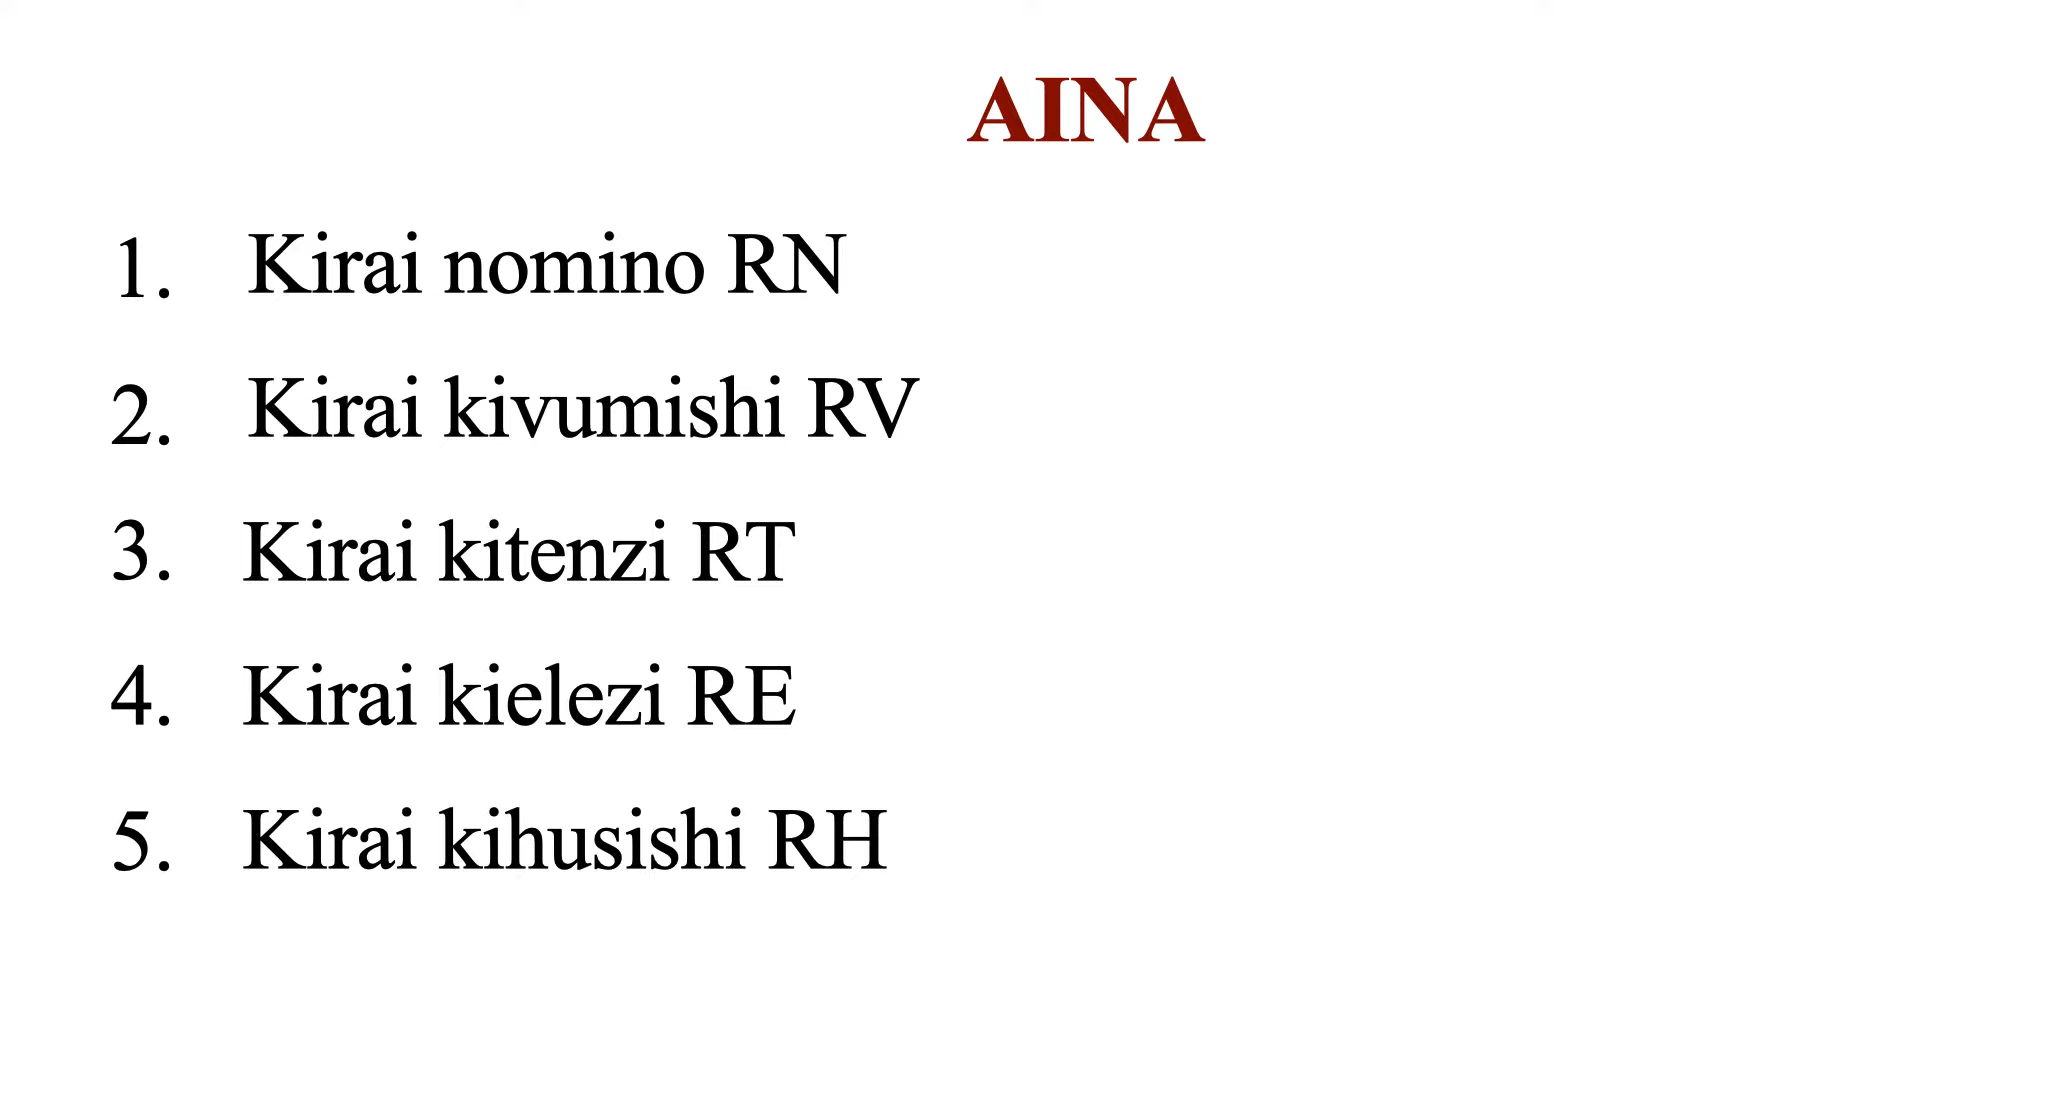 AINA
1. Kirai nomino RN
2. Kirai kivumishi RV
3. Kirai kitenzi RT
4. Kirai kielezi RE
5. Kirai kihusishi RH